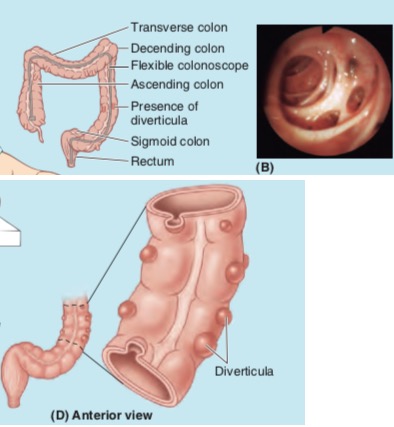 Transverse colon
Decending colon
Flexible colonoscope
Ascending colon
Presence of
diverticula
Sigmoid colon
Rectum
(B)
Diverticula
(D) Anterior view